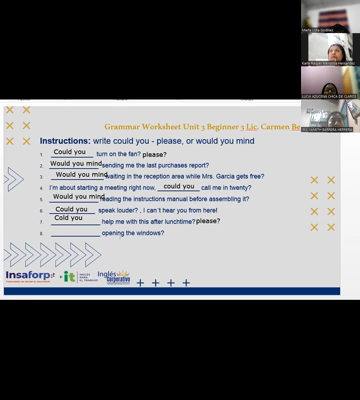 Grammar Worksheet Unit 3 Beginner 3 Lic. Carmen
Instructions: write could you - please, or would you mind
1. Could you turn on the fan? please?
2. Would you mind sending me the last purchases report?
3. Would you mind waiting in the reception area while Mrs. Garcia gets free?
4. I'm about starting a meeting right now, could you call me in twenty?
5. Would you mind reading the instructions manual before assembling it?
6. Could you speak louder? , I can´t hear you from here!
7. Cold you help me with this after lunchtime? please?
8. opening the windows?
Insaforp
it
Inglés
corporativo